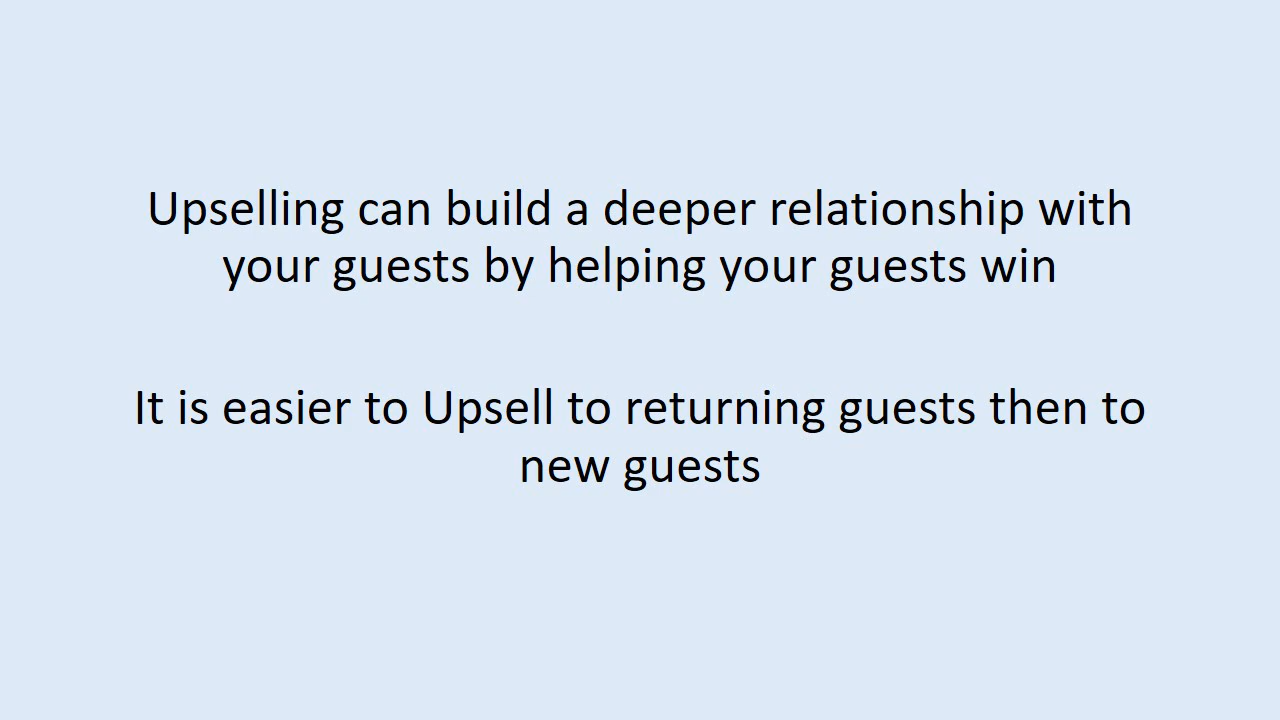 Upselling can build a deeper relationship with
your guests by helping your guests win
It is easier to Upsell to returning guests then to
new guests